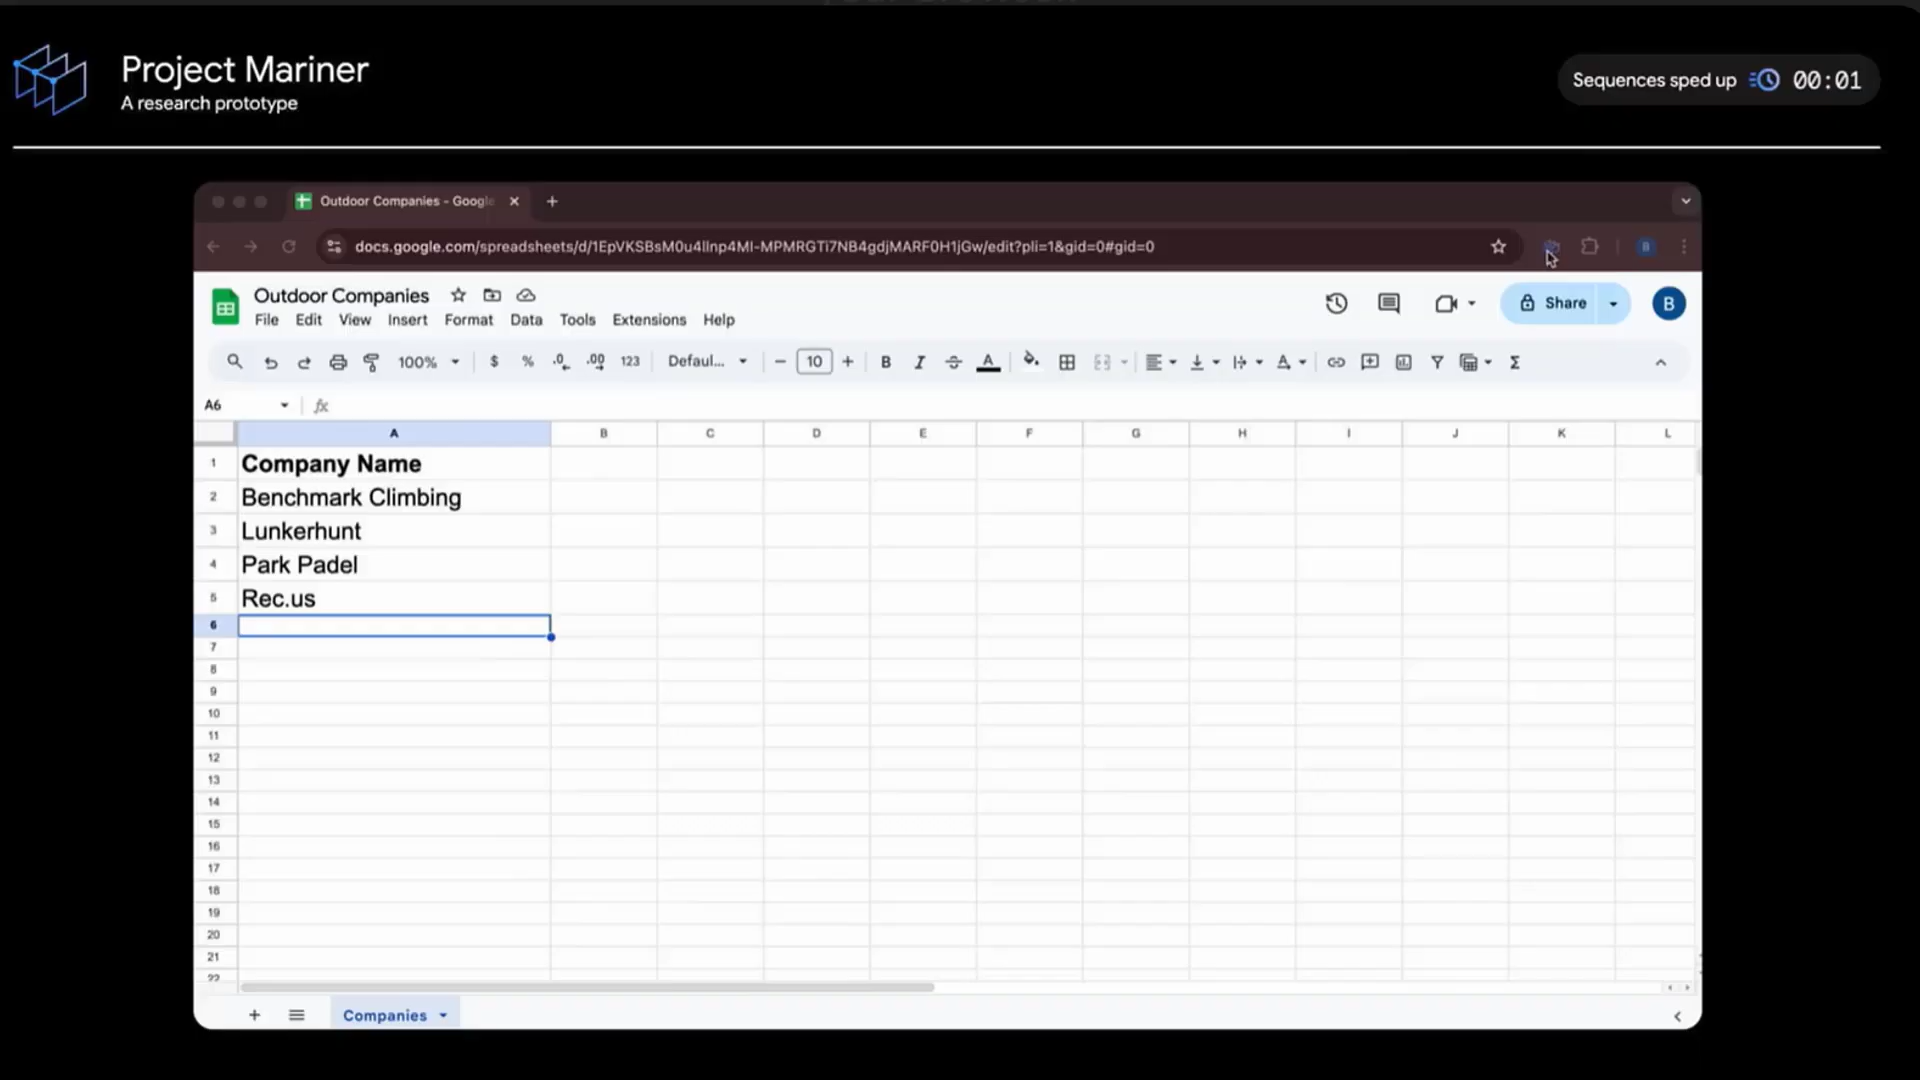 Project Mariner
A research prototype
Sequences sped up 00:01
Outdoor Companies - Google
docs.google.com/spreadsheets/d/1EpVKSBsM0u4llnp4MI-MPMRGTi7NB4gdjMARF0H1jGw/edit?pli=1&gid=0#gid=0
B
Outdoor Companies
File Edit View Insert Format Data Tools Extensions Help
Share
B
100% $ % .0 .00 123 Defaul... 10 B I A Σ
A6 fx
A B C D E F G H I J K L
1 Company Name
2 Benchmark Climbing
3 Lunkerhunt
4 Park Padel
5 Rec.us
6
7
8
9
10
11
12
13
14
15
16
17
18
19
20
21
22
Companies